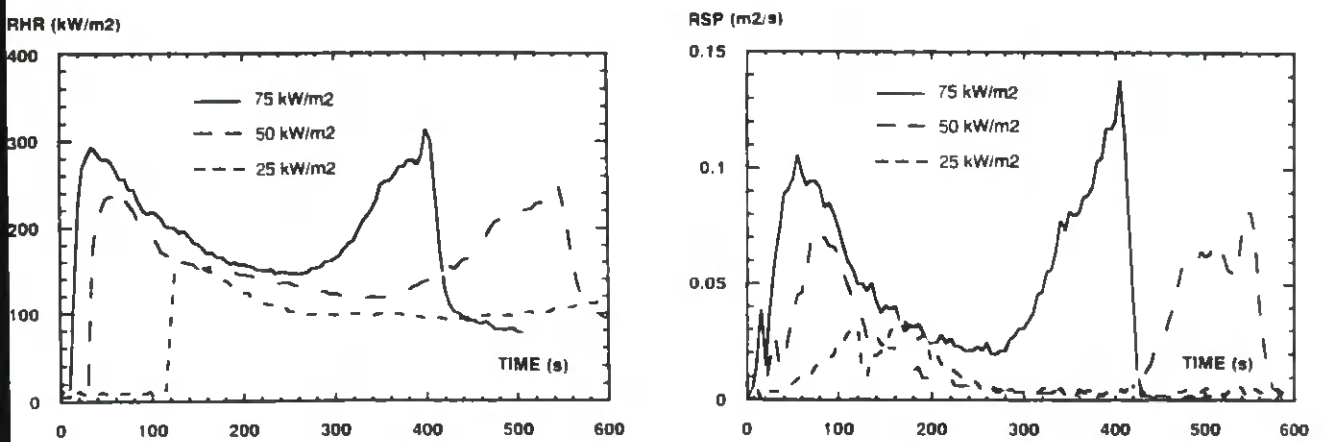 RHR (kW/m2)
400
300
200
100
0
75 kW/m2
50 kW/m2
25 kW/m2
TIME (s)
0 100 200 300 400 500 600
RSP (m2/s)
0.15
0.1
0.05
0
75 kW/m2
50 kW/m2
25 kW/m2
TIME (s)
0 100 200 300 400 500 600